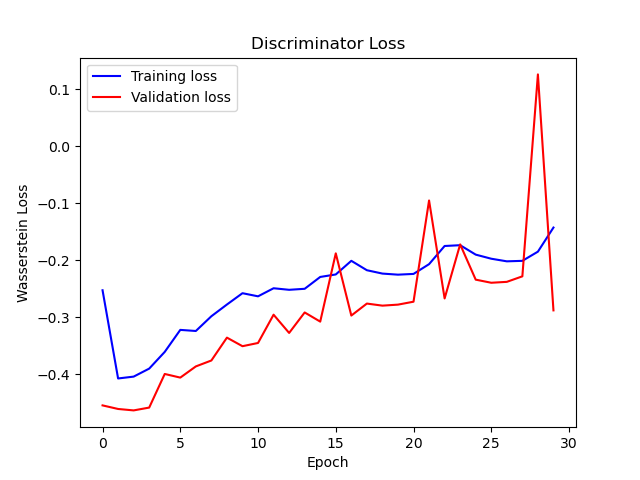 Discriminator Loss
Training loss
Validation loss
Wasserstein Loss
0.1
0.0
−0.1
−0.2
−0.3
−0.4
0 5 10 15 20 25 30
Epoch